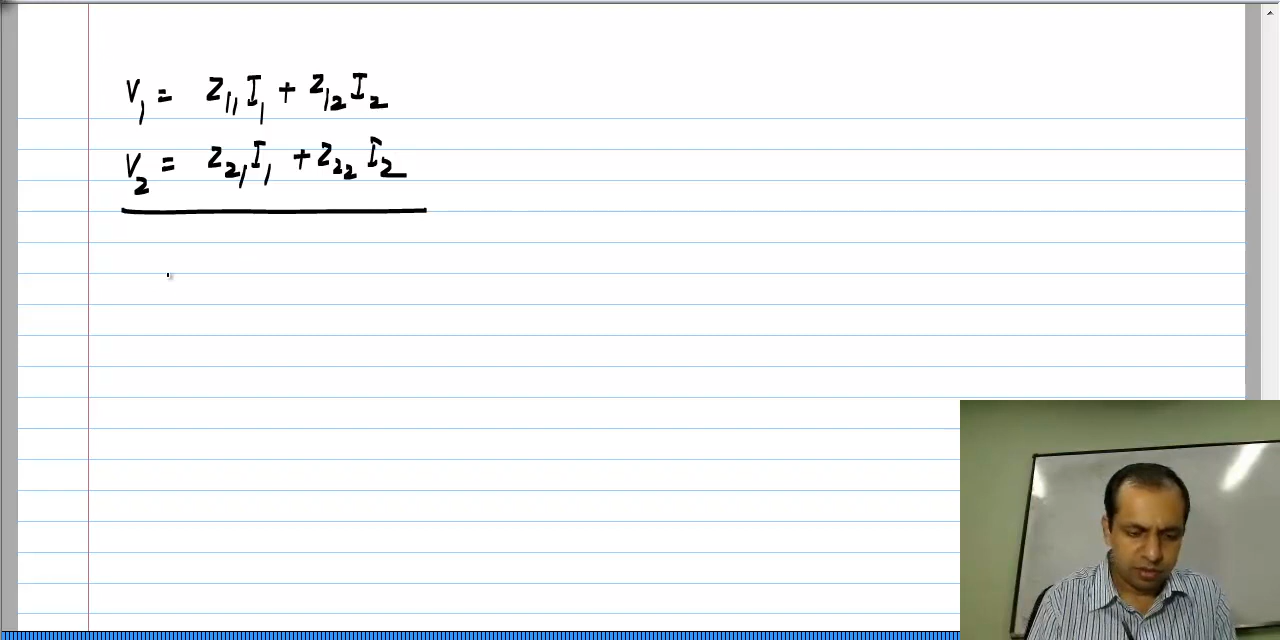 V₁ = Z₁₁ I₁ + Z₁₂ I₂
V₂ = Z₂₁ I₁ + Z₂₂ I₂